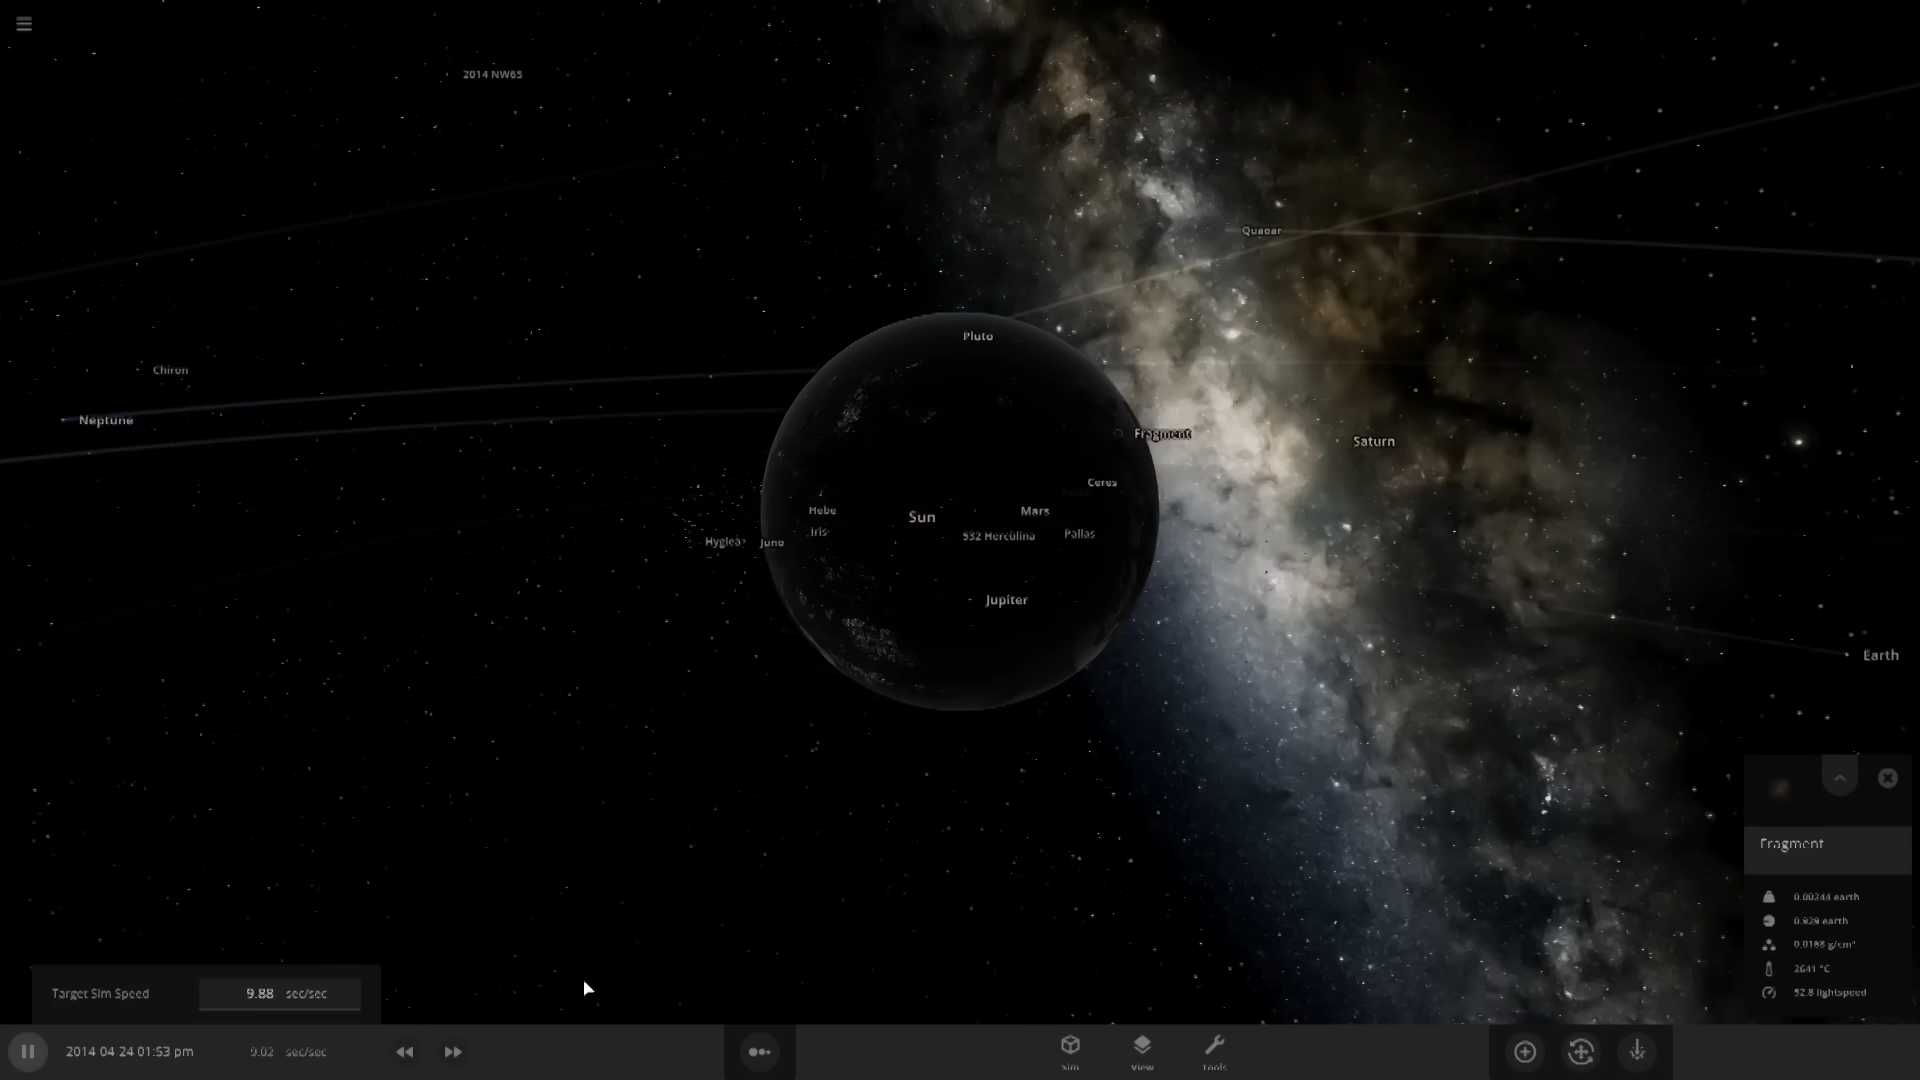 2014 NW65
Quaoar
Pluto
Chiron
Neptune
Fragment
Saturn
Ceres
Hebe
Sun
Mars
Iris
532 Herculina
Pallas
Hygiea
Juno
Jupiter
Earth
Fragment
0.00244 earth
0.829 earth
0.0188 g/cm³
2641 °C
52.8 lightspeed
Target Sim Speed
9.88 sec/sec
2014 04 24 01:53 pm
9.02 sec/sec
Sim
View
Tools